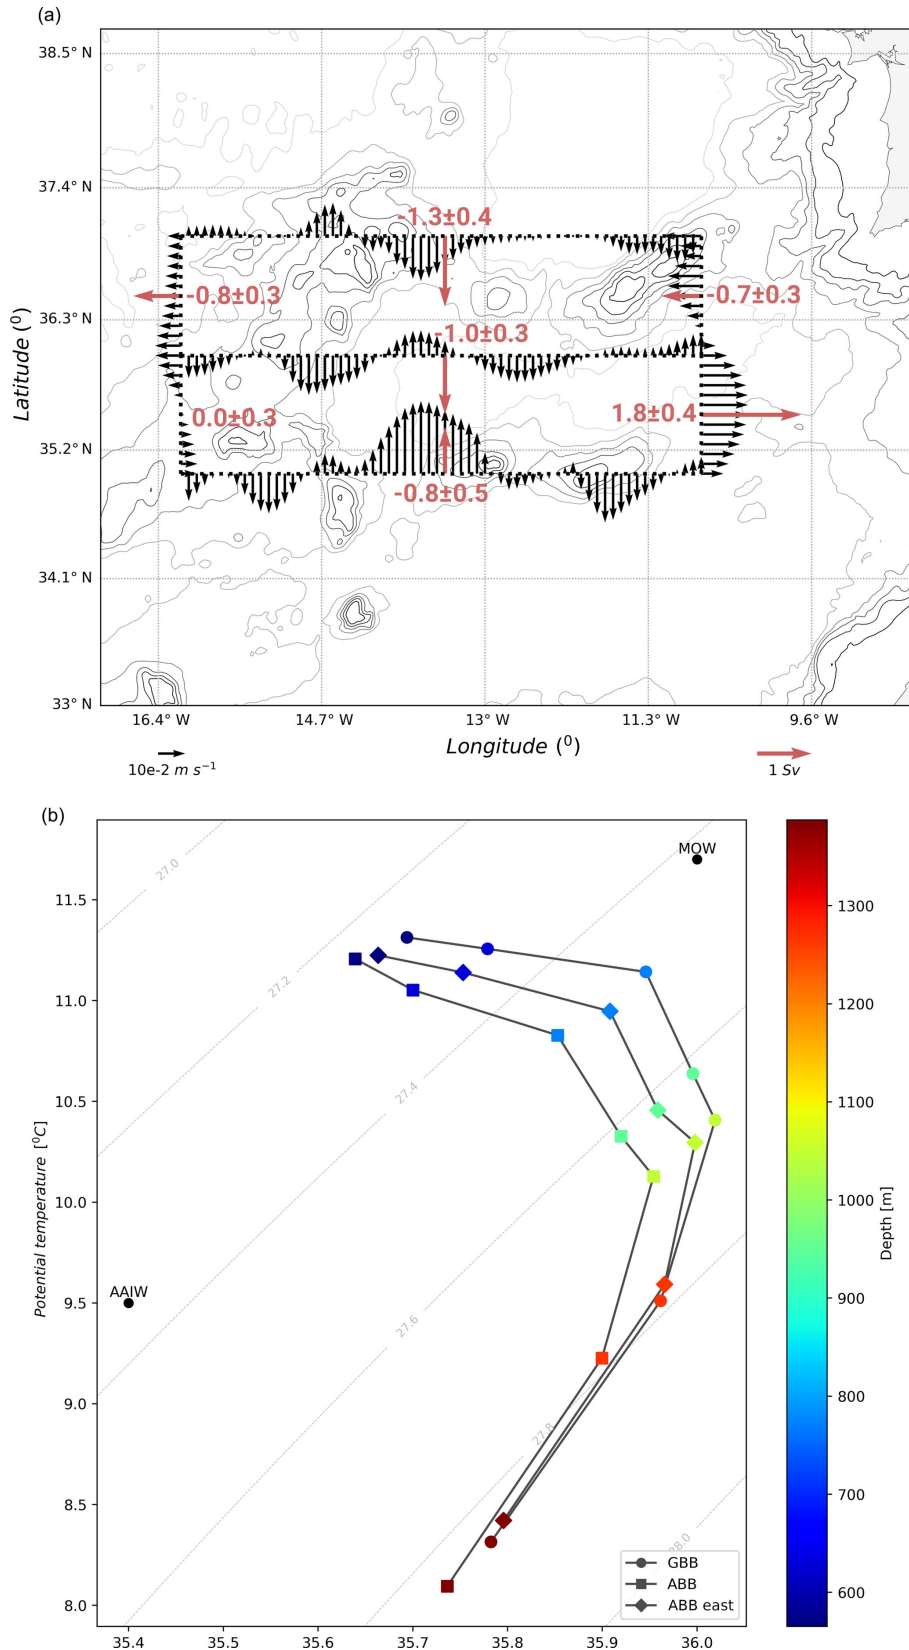 (a)
38.5° N
37.4° N
36.3° N
35.2° N
34.1° N
33° N
Latitude (⁰)
-1.3±0.4
-0.8±0.3
-0.7±0.3
-1.0±0.3
0.0±0.3
1.8±0.4
-0.8±0.5
16.4° W
14.7° W
13° W
11.3° W
9.6° W
Longitude (⁰)
10e-2 m s⁻¹
1 Sv
(b)
MOW
AAIW
27.0
27.2
27.4
27.6
27.8
28.0
11.5
11.0
10.5
10.0
9.5
9.0
8.5
8.0
Potential temperature [⁰C]
35.4
35.5
35.6
35.7
35.8
35.9
36.0
GBB
ABB
ABB east
1300
1200
1100
1000
900
800
700
600
Depth [m]